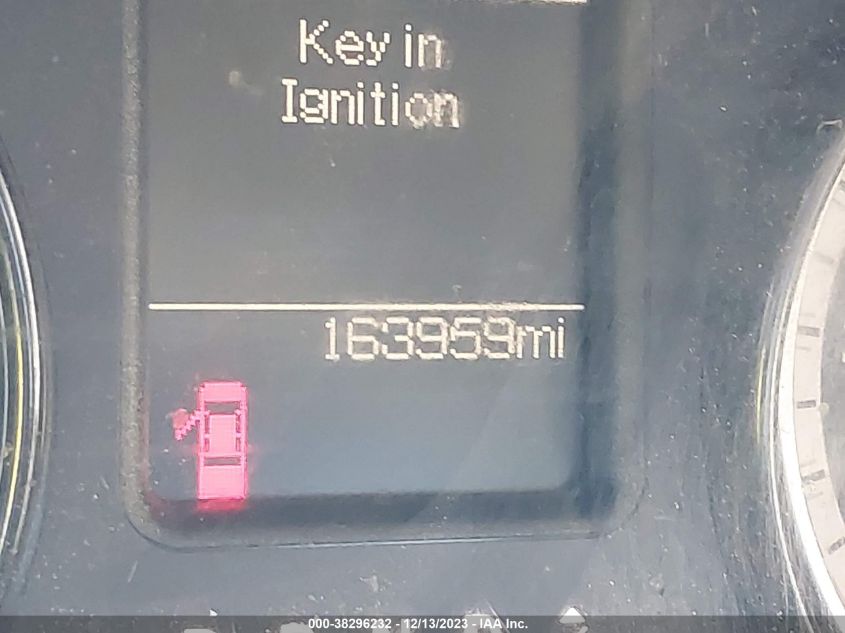 Key in
Ignition
163959mi
000-38296232 - 12/13/2023 - IAA Inc.